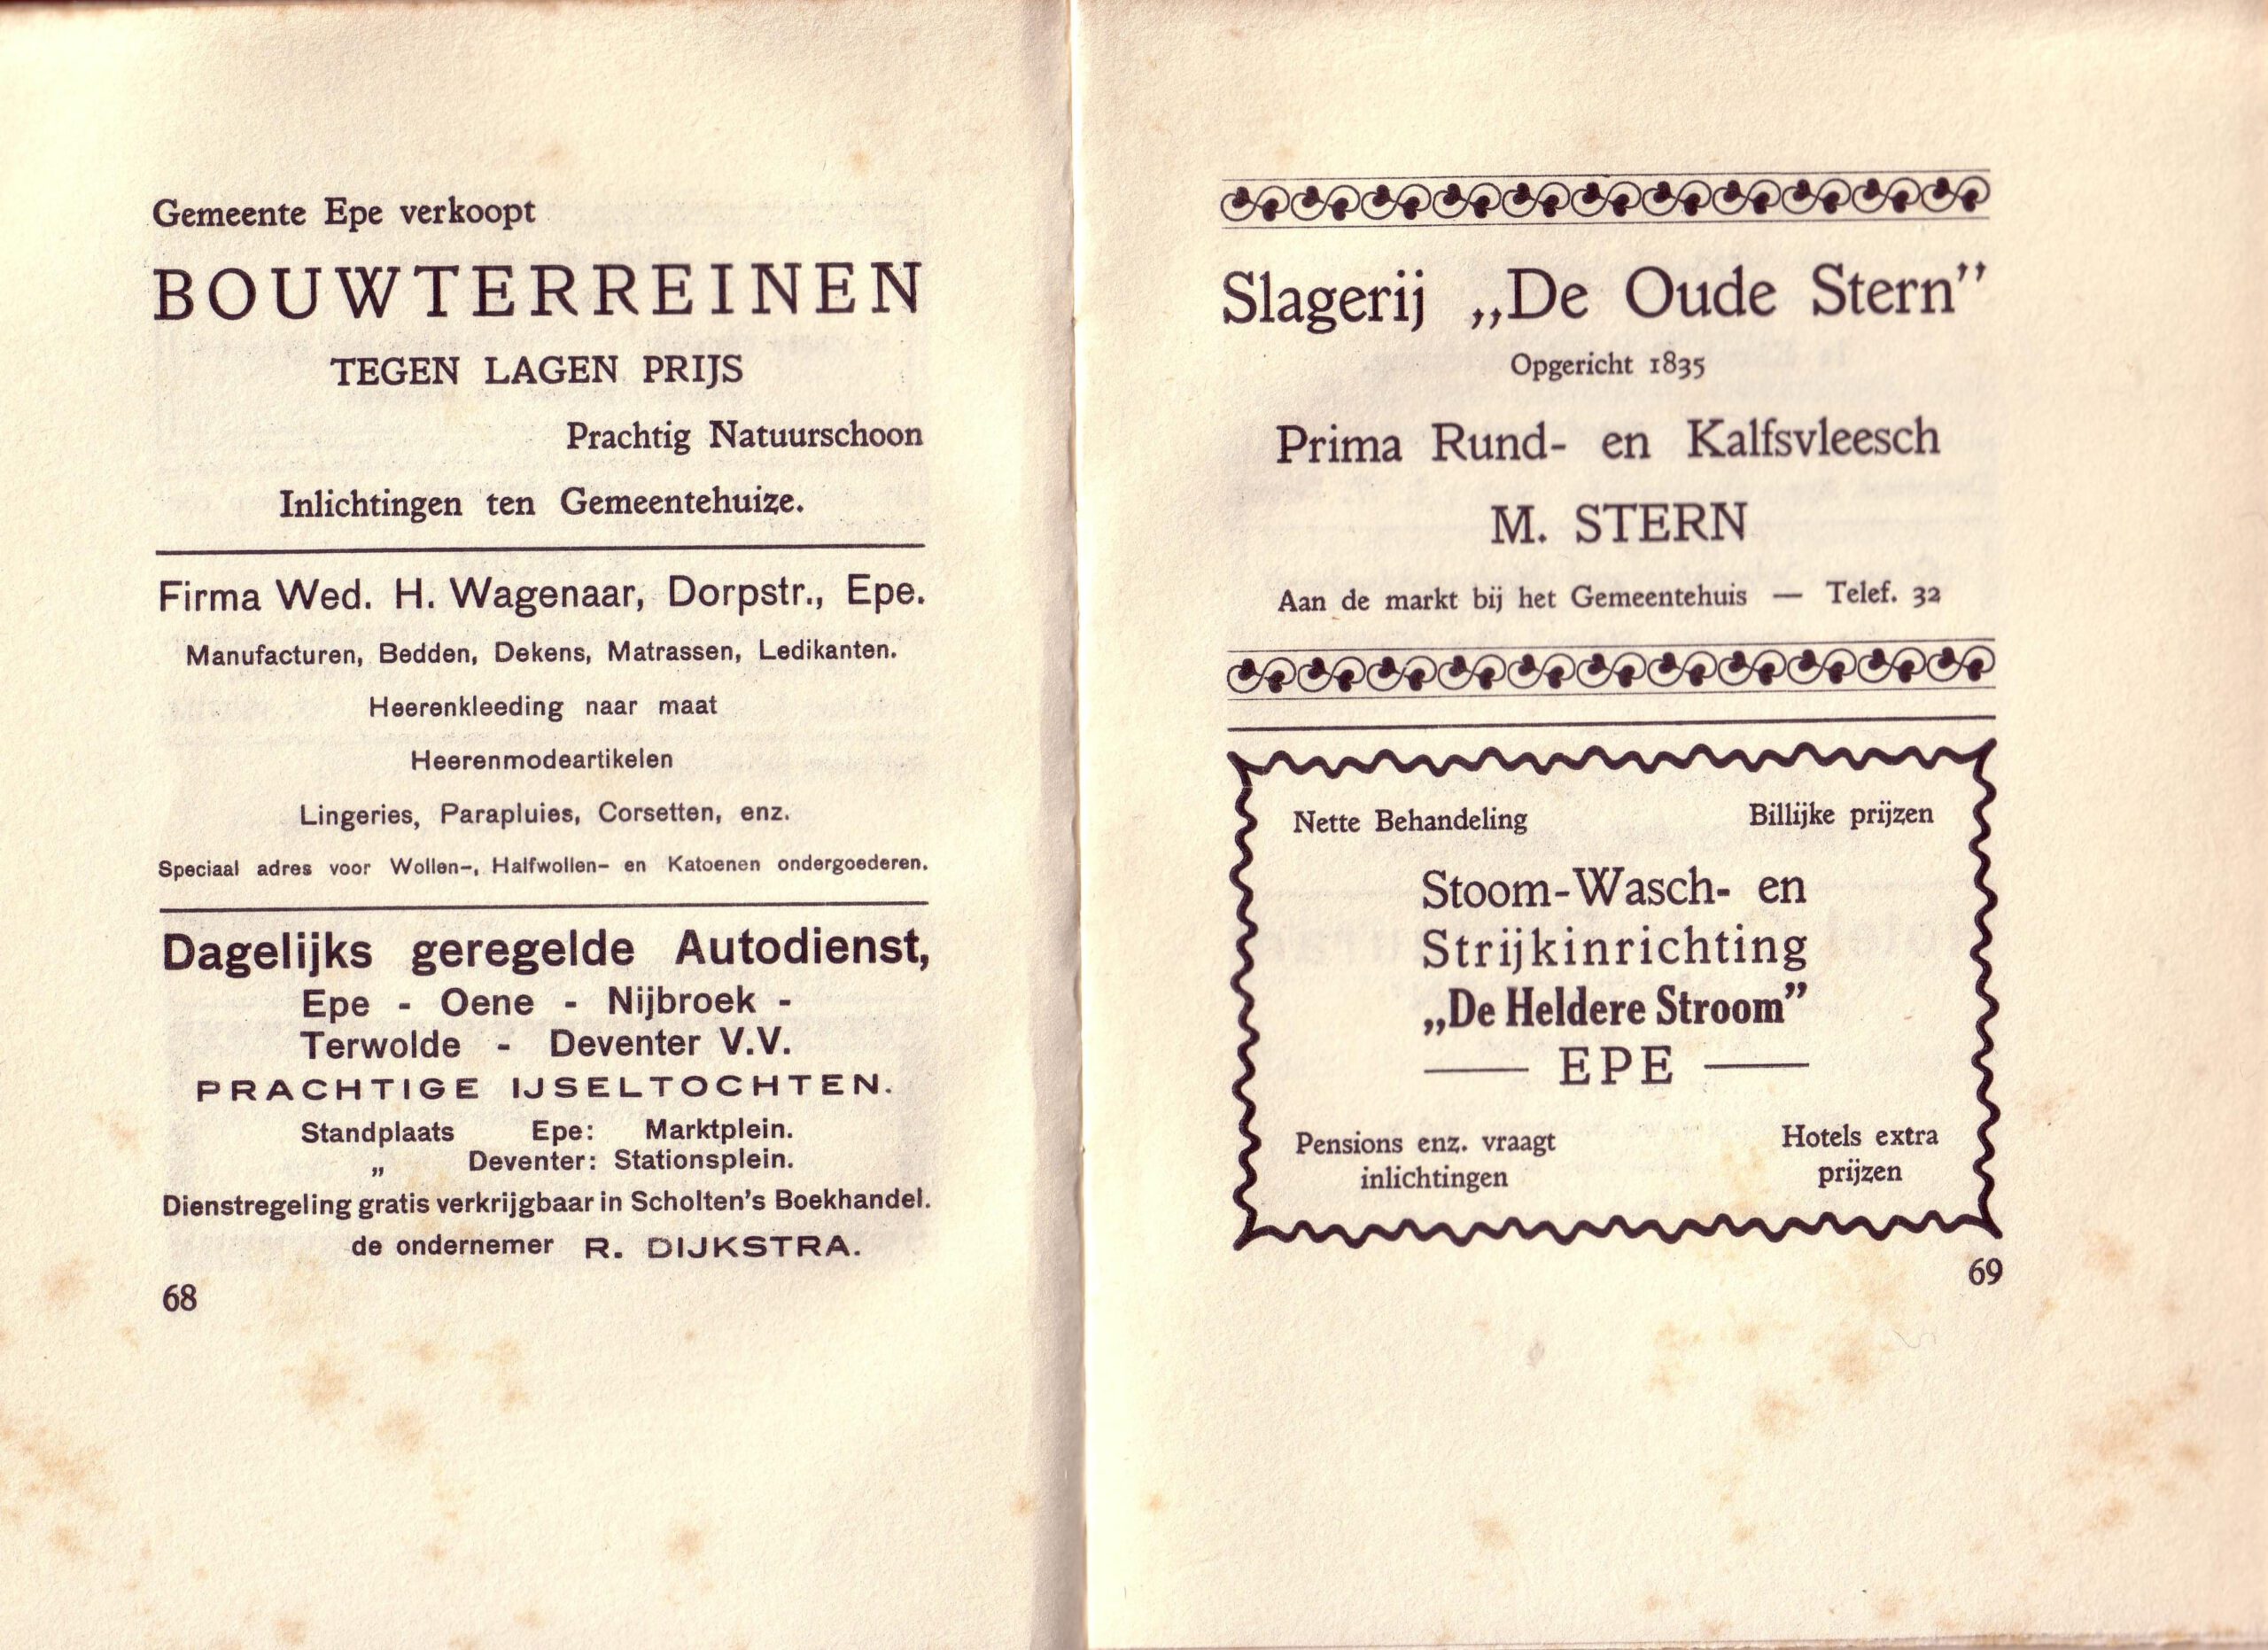 Gemeente Epe verkoopt
BOUWTERREINEN
TEGEN LAGEN PRIJS
Prachtig Natuurschoon
Inlichtingen ten Gemeentehuize.
Firma Wed. H. Wagenaar, Dorpstr., Epe.
Manufacturen, Bedden, Dekens, Matrassen, Ledikanten.
Heerenkleeding naar maat
Heerenmodeartikelen
Lingeries, Parapluies, Corsetten, enz.
Speciaal adres voor Wollen-, Halfwollen- en Katoenen ondergoederen.
Dagelijks geregelde Autodienst,
Epe - Oene - Nijbroek -
Terwolde - Deventer V.V.
PRACHTIGE IJSELTOCHTEN.
Standplaats Epe: Marktplein.
„ Deventer: Stationsplein.
Dienstregeling gratis verkrijgbaar in Scholten's Boekhandel.
de ondernemer R. DIJKSTRA.
68
Slagerij „De Oude Stern”
Opgericht 1835
Prima Rund- en Kalfsvleesch
M. STERN
Aan de markt bij het Gemeentehuis — Telef. 32
Nette Behandeling Billijke prijzen
Stoom-Wasch- en
Strijkinrichting
„De Heldere Stroom”
— EPE —
Pensions enz. vraagt Hotels extra
inlichtingen prijzen
69